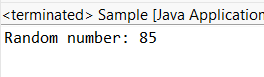 <terminated> Sample [Java Application
Random number: 85